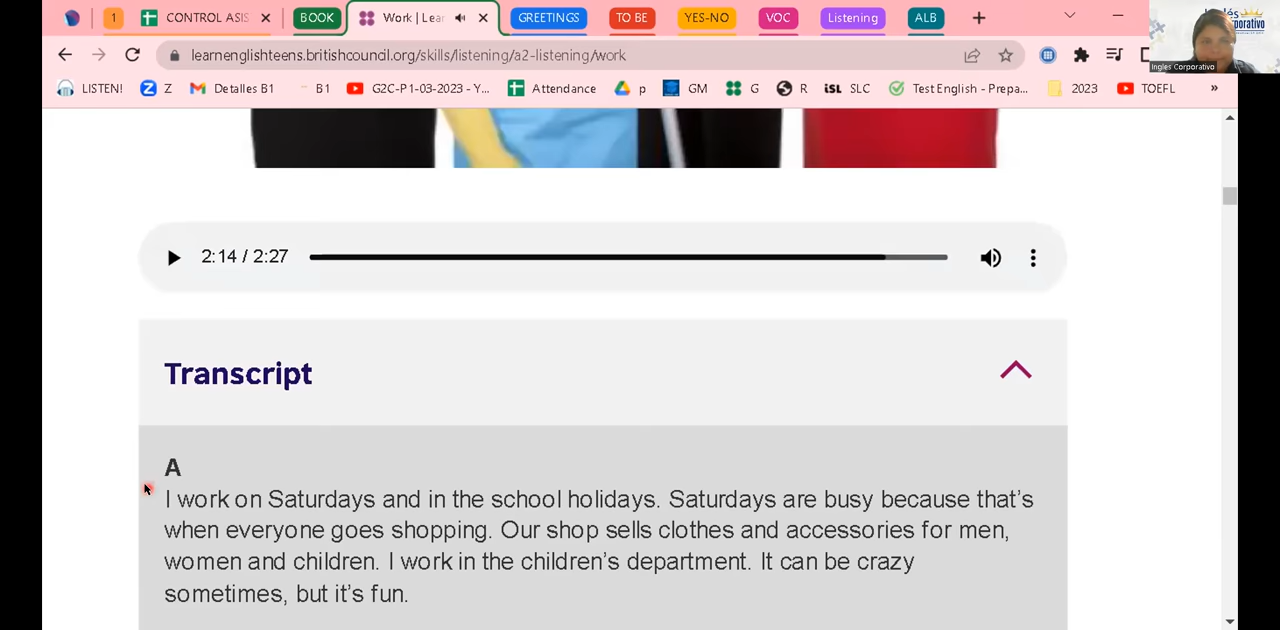 1 CONTROL ASIS BOOK Work | Lear GREETINGS TO BE YES-NO VOC Listening ALB
learnenglishteens.britishcouncil.org/skills/listening/a2-listening/work
Inglés Corporativo
LISTEN! Z Detalles B1 B1 G2C-P1-03-2023 - Y... Attendance p GM G R iSL SLC Test English - Prepa... 2023 TOEFL »
2:14 / 2:27
Transcript
A
I work on Saturdays and in the school holidays. Saturdays are busy because that's
when everyone goes shopping. Our shop sells clothes and accessories for men,
women and children. I work in the children's department. It can be crazy
sometimes, but it's fun.